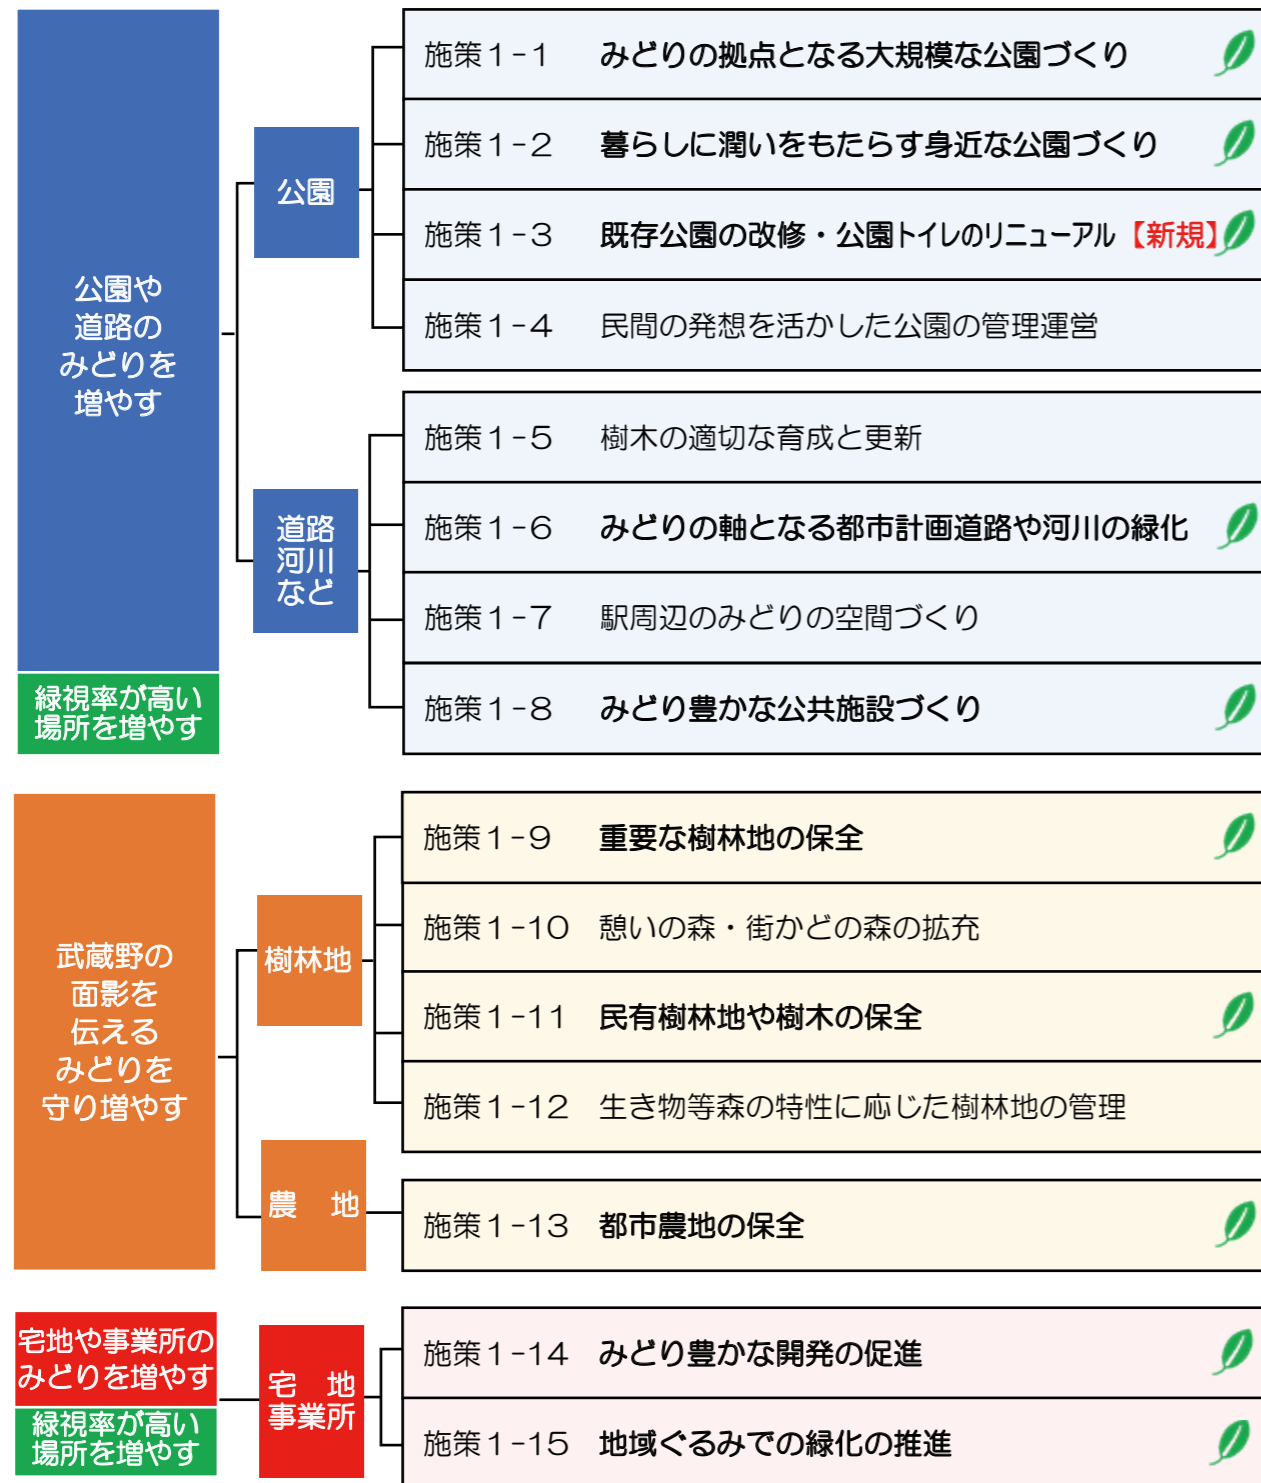 公園や
道路の
みどりを
増やす
緑視率が高い
場所を増やす
公園
施策1-1 みどりの拠点となる大規模な公園づくり
施策1-2 暮らしに潤いをもたらす身近な公園づくり
施策1-3 既存公園の改修・公園トイレのリニューアル【新規】
施策1-4 民間の発想を活かした公園の管理運営
道路
河川
など
施策1-5 樹木の適切な育成と更新
施策1-6 みどりの軸となる都市計画道路や河川の緑化
施策1-7 駅周辺のみどりの空間づくり
施策1-8 みどり豊かな公共施設づくり
武蔵野の
面影を
伝える
みどりを
守り増やす
樹林地
施策1-9 重要な樹林地の保全
施策1-10 憩いの森・街かどの森の拡充
施策1-11 民有樹林地や樹木の保全
施策1-12 生き物等森の特性に応じた樹林地の管理
農 地
施策1-13 都市農地の保全
宅地や事業所の
みどりを増やす
緑視率が高い
場所を増やす
宅 地
事業所
施策1-14 みどり豊かな開発の促進
施策1-15 地域ぐるみでの緑化の推進